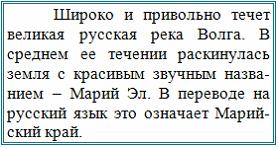 Широко и привольно течет
великая русская река Волга. В
среднем ее течении раскинулась
земля с красивым звучным назва-
нием – Марий Эл. В переводе на
русский язык это означает Марий-
ский край.